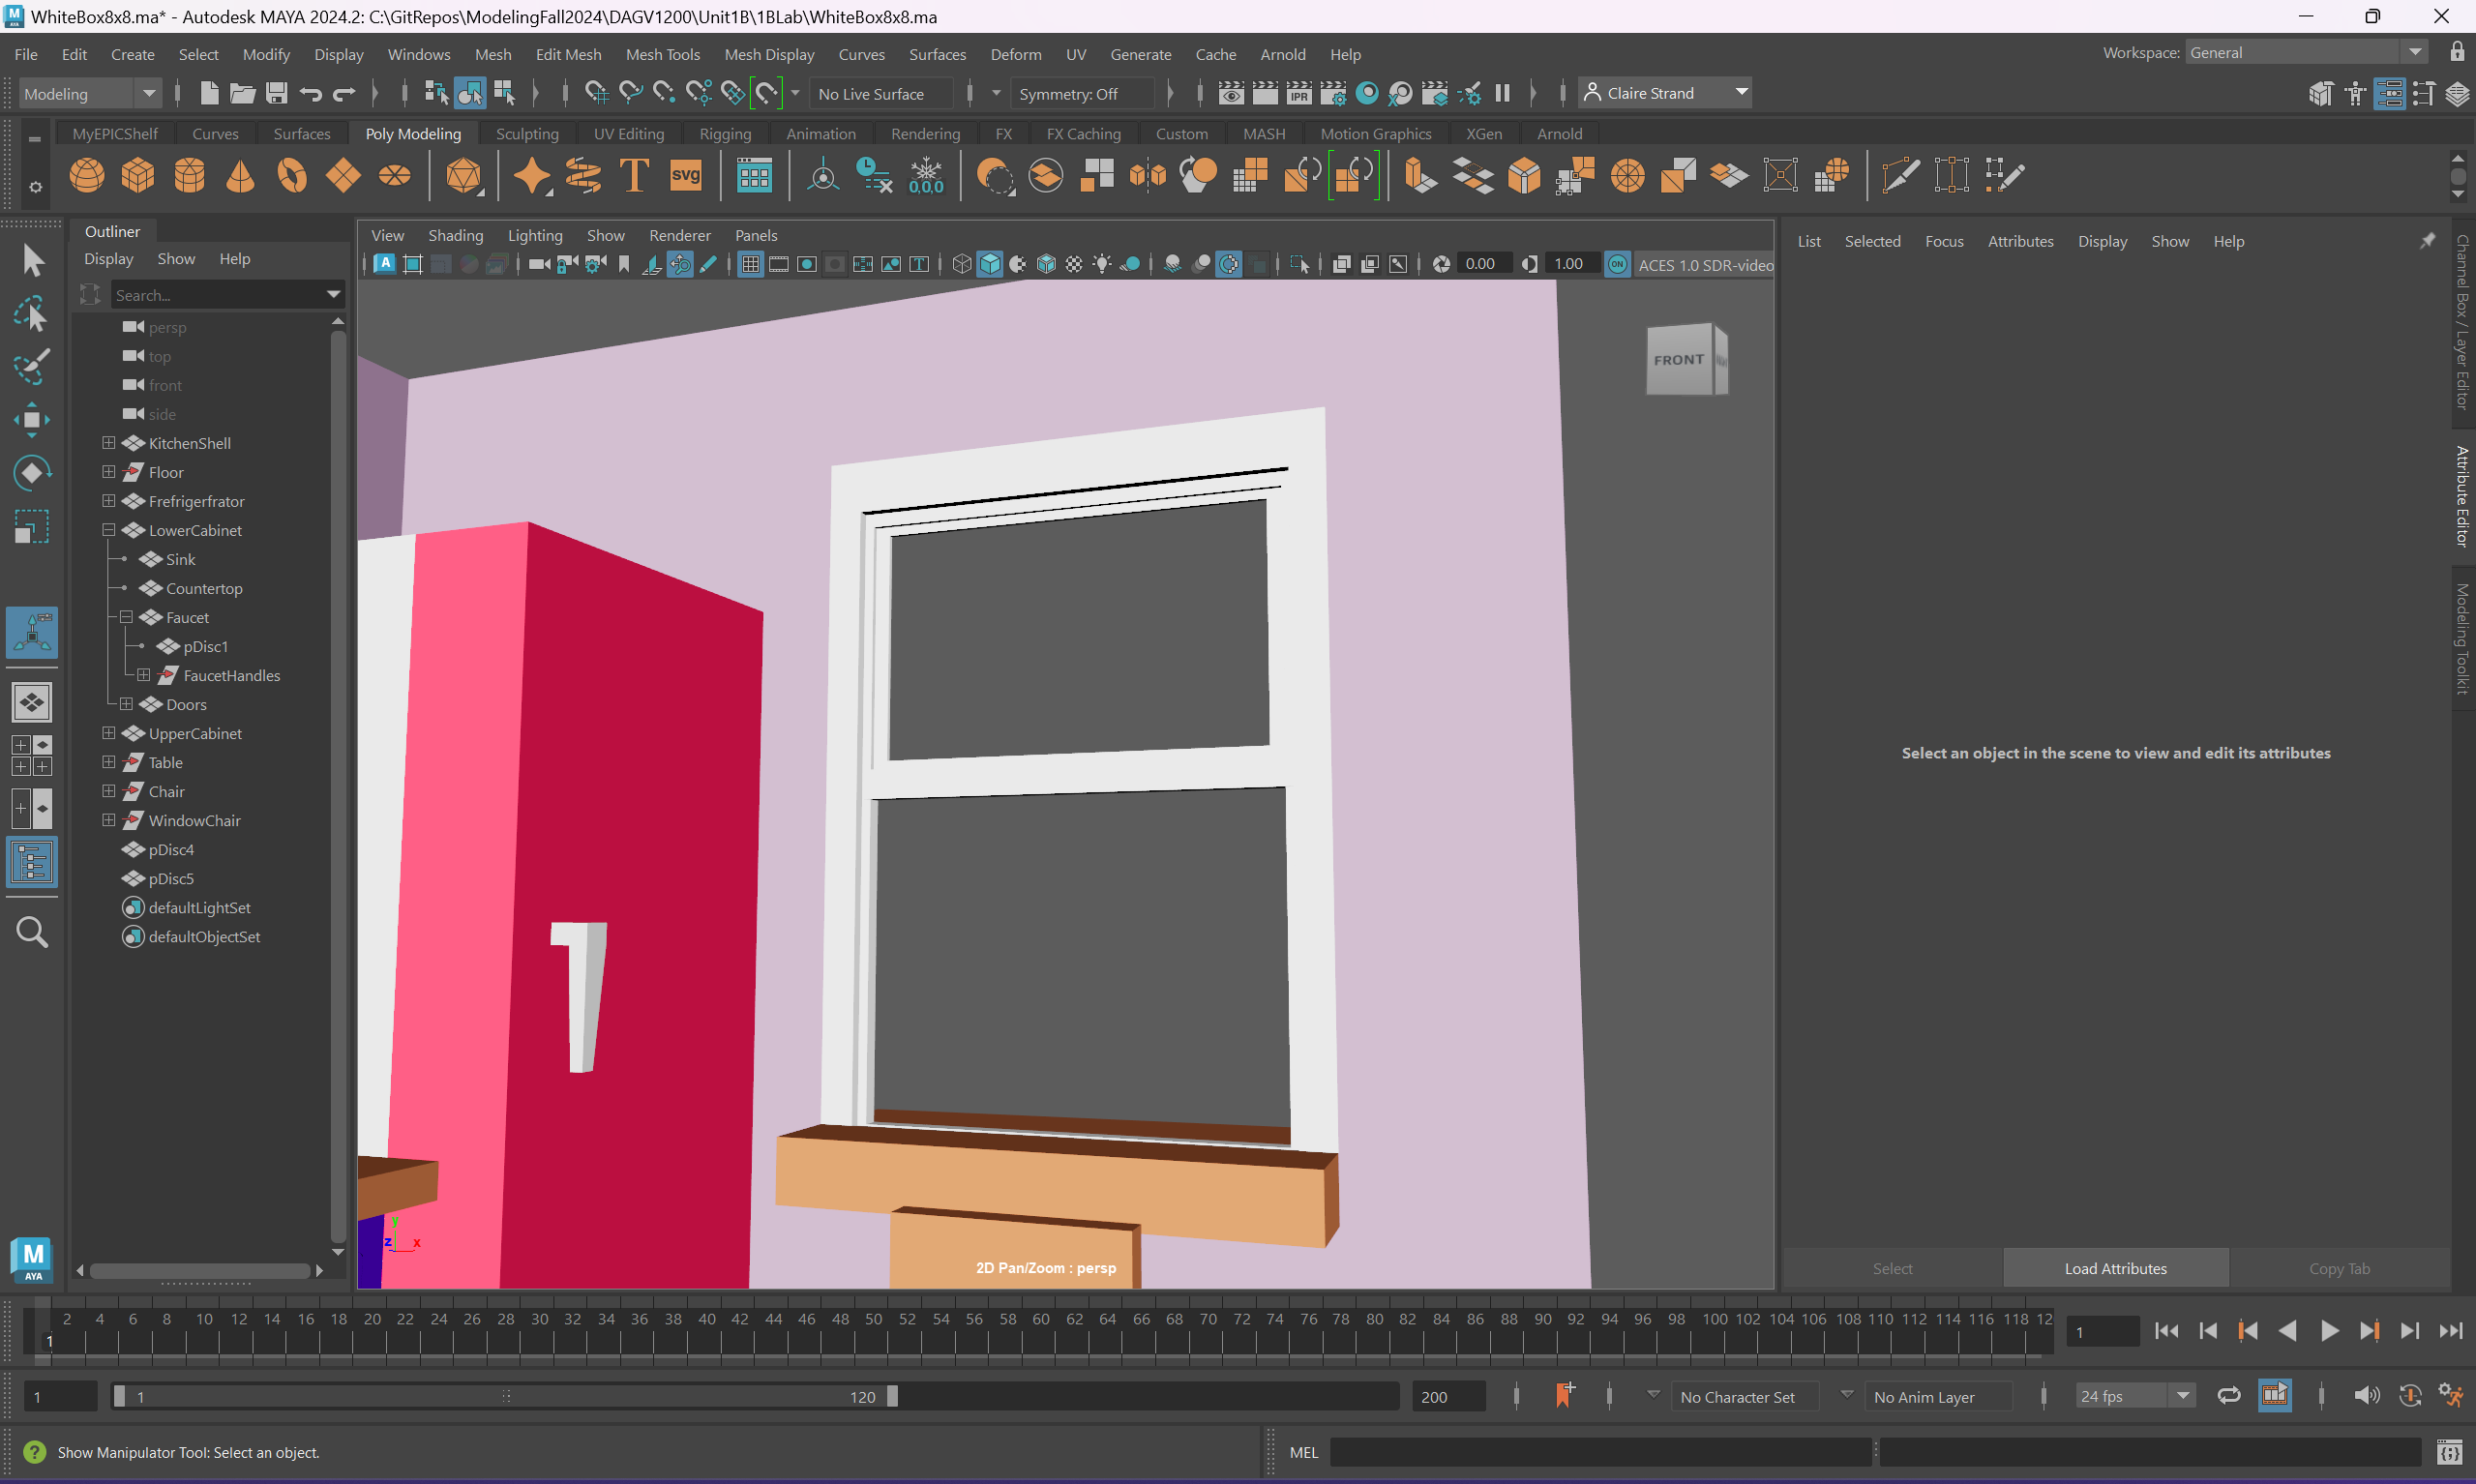 WhiteBox8x8.ma* - Autodesk MAYA 2024.2: C:\GitRepos\ModelingFall2024\DAGV1200\Unit1B\1BLab\WhiteBox8x8.ma
File Edit Create Select Modify Display Windows Mesh Edit Mesh Mesh Tools Mesh Display Curves Surfaces Deform UV Generate Cache Arnold Help Workspace: General
Modeling IPR No Live Surface Symmetry: Off Claire Strand
MyEPICShelf Curves Surfaces Poly Modeling Sculpting UV Editing Rigging Animation Rendering FX FX Caching Custom MASH Motion Graphics XGen Arnold
T svg 0,0,0
Outliner
Display Show Help
Search...
persp
top
front
side
KitchenShell
Floor
Frefrigerfrator
LowerCabinet
Sink
Countertop
Faucet
pDisc1
FaucetHandles
Doors
UpperCabinet
Table
Chair
WindowChair
pDisc4
pDisc5
defaultLightSet
defaultObjectSet
View Shading Lighting Show Renderer Panels
0.00 1.00 ON ACES 1.0 SDR-video
FRONT
y
z x
2D Pan/Zoom : persp
List Selected Focus Attributes Display Show Help
Select an object in the scene to view and edit its attributes
Select Load Attributes Copy Tab
Channel Box / Layer Editor
Attribute Editor
Modeling Toolkit
M
AYA
2 4 6 8 10 12 14 16 18 20 22 24 26 28 30 32 34 36 38 40 42 44 46 48 50 52 54 56 58 60 62 64 66 68 70 72 74 76 78 80 82 84 86 88 90 92 94 96 98 100 102 104 106 108 110 112 114 116 118 12
1 1
1 1 120 200 No Character Set No Anim Layer 24 fps
Show Manipulator Tool: Select an object. MEL